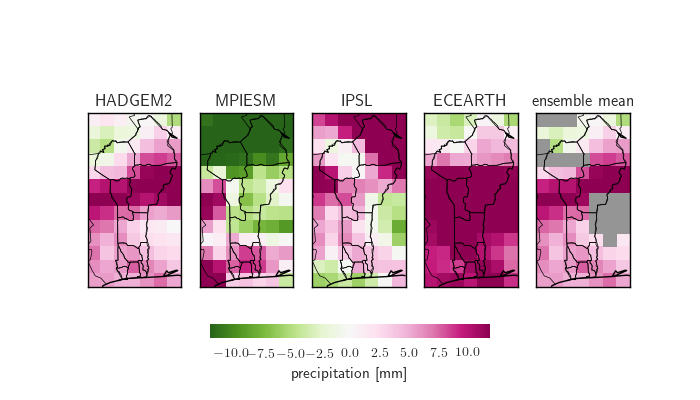 HADGEM2 MPIESM IPSL ECEARTH ensemble mean
−10.0 −7.5 −5.0 −2.5 0.0 2.5 5.0 7.5 10.0
precipitation [mm]